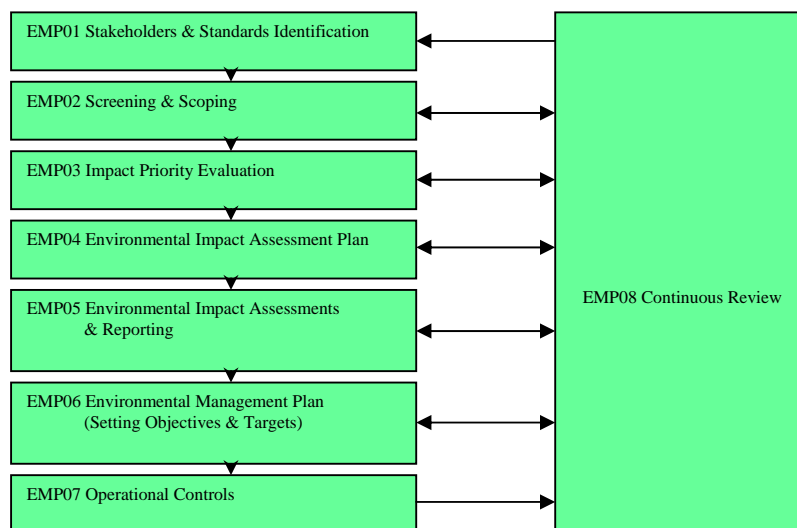 EMP01 Stakeholders & Standards Identification
EMP02 Screening & Scoping
EMP03 Impact Priority Evaluation
EMP04 Environmental Impact Assessment Plan
EMP05 Environmental Impact Assessments
& Reporting
EMP06 Environmental Management Plan
(Setting Objectives & Targets)
EMP07 Operational Controls
EMP08 Continuous Review